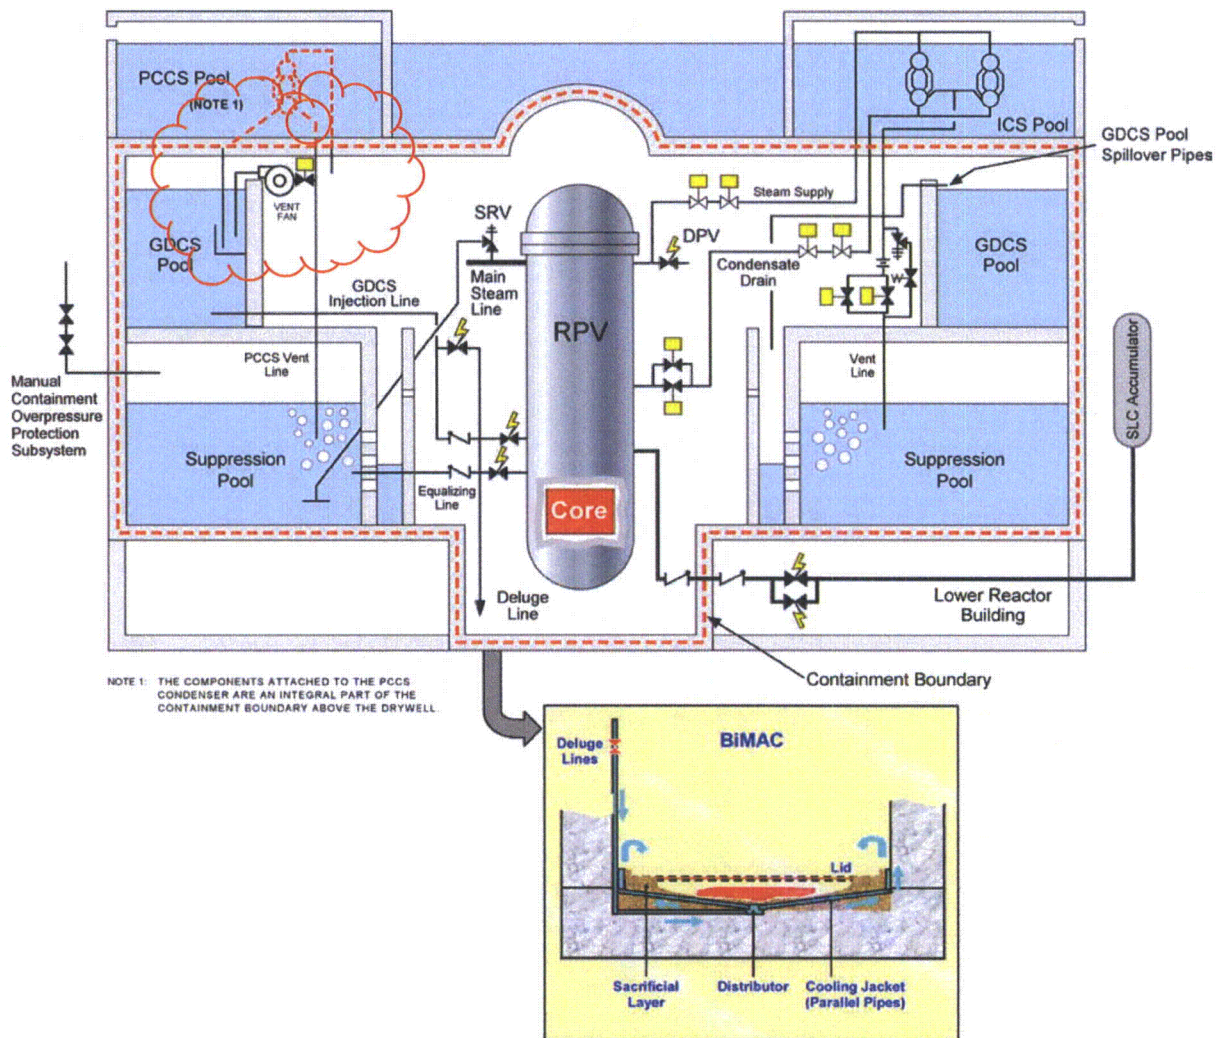 PCCS Pool
(NOTE 1)
ICS Pool
GDCS Pool
Spillover Pipes
VENT
FAN
SRV
Steam Supply
DPV
GDCS
Pool
Main
Steam
Line
Condensate
Drain
GDCS
Pool
GDCS
Injection Line
RPV
PCCS Vent
Line
Vent
Line
Manual
Containment
Overpressure
Protection
Subsystem
SLC Accumulator
Suppression
Pool
Suppression
Pool
Equalizing
Line
Core
Deluge
Line
Lower Reactor
Building
Containment Boundary
NOTE 1: THE COMPONENTS ATTACHED TO THE PCCS
CONDENSER ARE AN INTEGRAL PART OF THE
CONTAINMENT BOUNDARY ABOVE THE DRYWELL.
BiMAC
Deluge
Lines
Lid
Sacrificial
Layer
Distributor
Cooling Jacket
(Parallel Pipes)